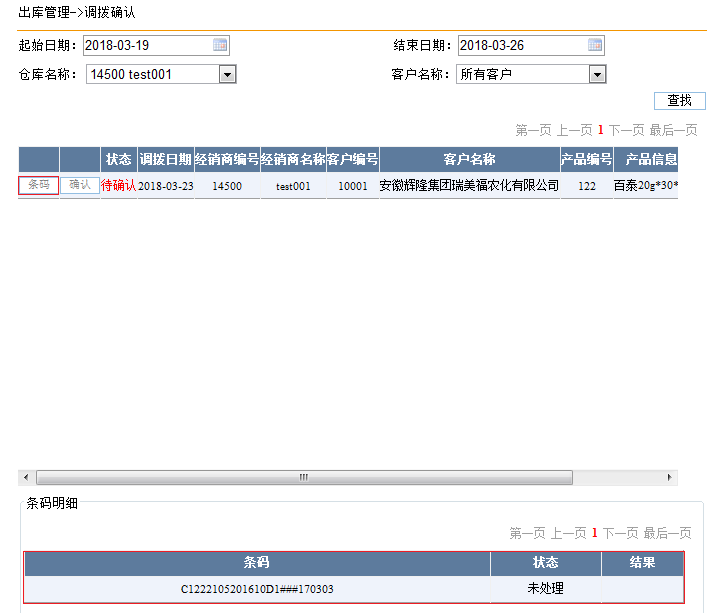 出库管理->调拨确认
起始日期： 2018-03-19 结束日期： 2018-03-26
仓库名称： 14500 test001 客户名称： 所有客户
查找
第一页 上一页 1 下一页 最后一页
状态 调拨日期 经销商编号 经销商名称 客户编号 客户名称 产品编号 产品信息
条码 确认 待确认 2018-03-23 14500 test001 10001 安徽辉隆集团瑞美福农化有限公司 122 百泰20g*30*
条码明细
第一页 上一页 1 下一页 最后一页
条码 状态 结果
C1222105201610D1###170303 未处理